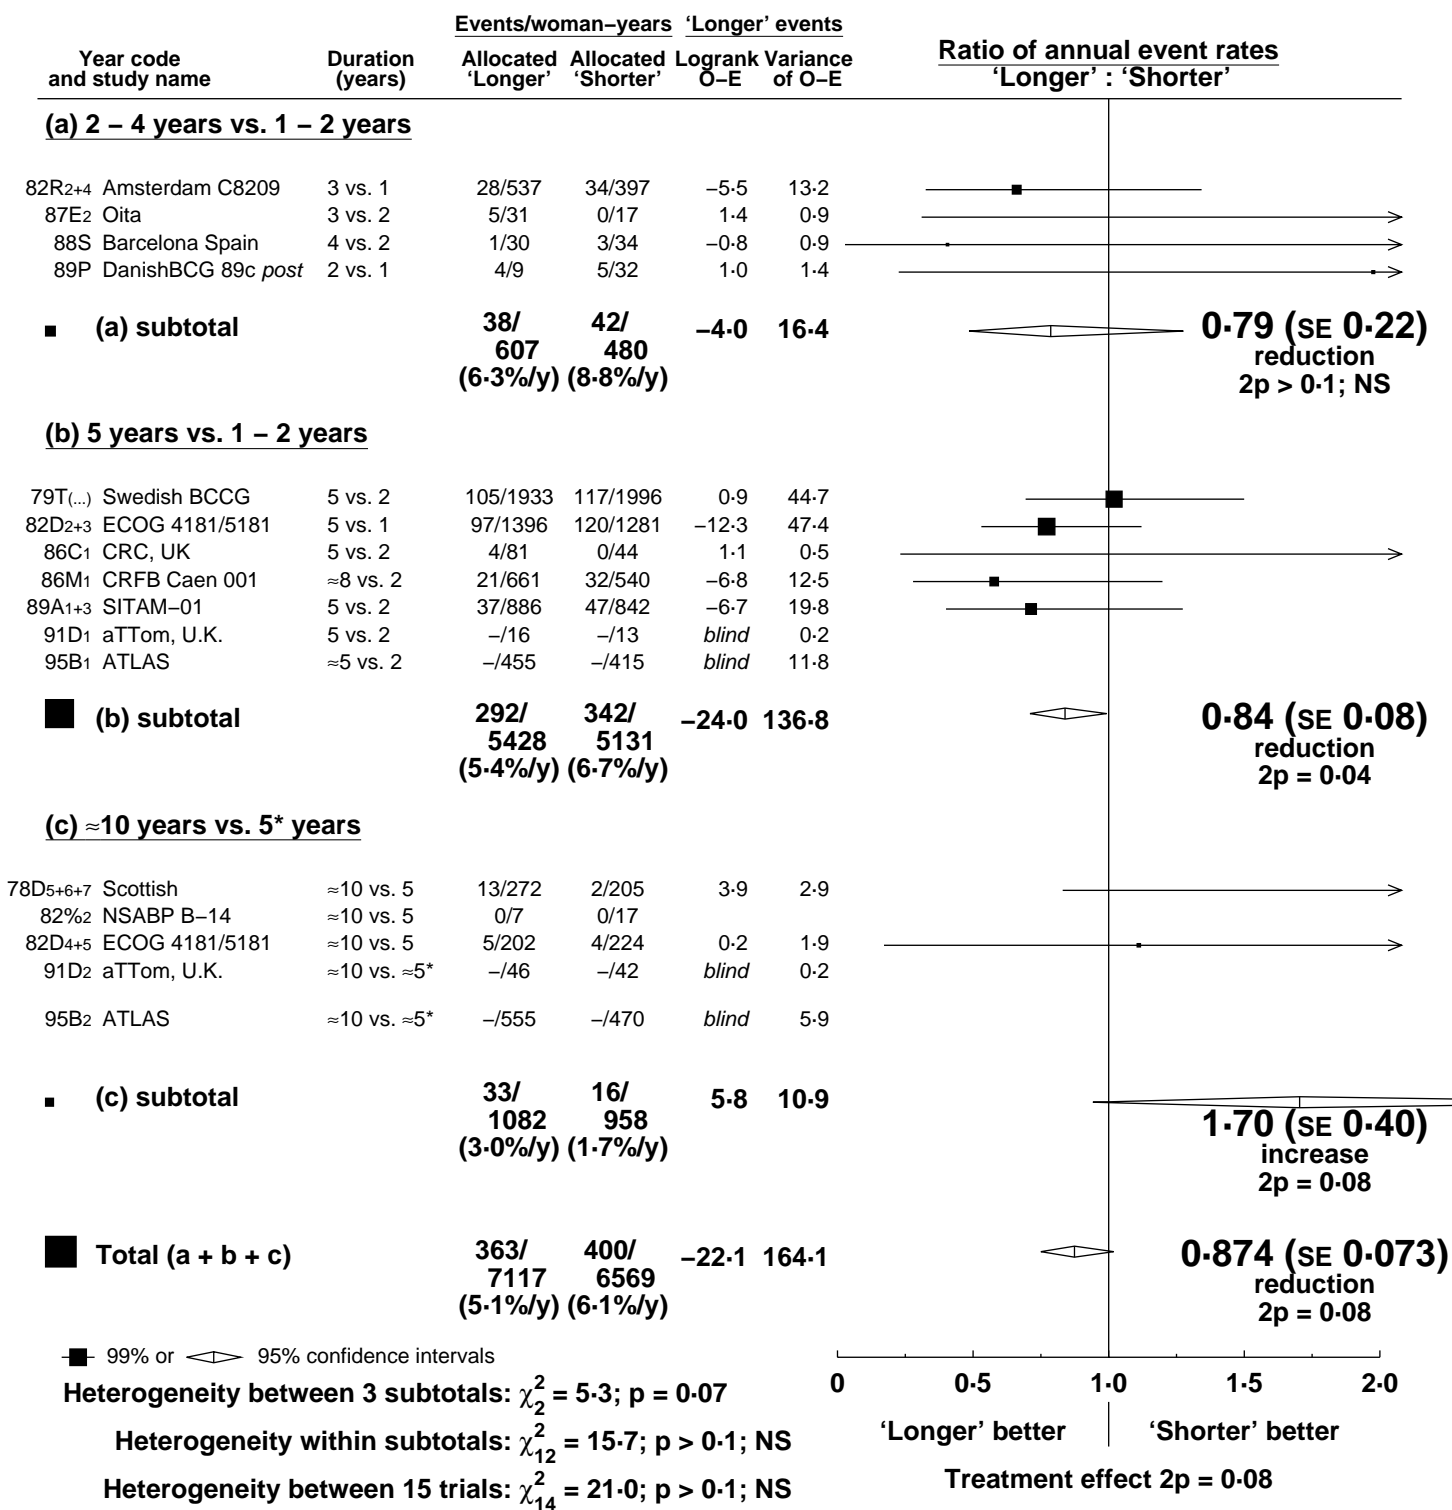 Events/woman–years ‘Longer’ events
Year code and study name Duration (years) Allocated ‘Longer’ Allocated ‘Shorter’ Logrank O–E Variance of O–E Ratio of annual event rates ‘Longer’ : ‘Shorter’
(a) 2 – 4 years vs. 1 – 2 years
82R2+4 Amsterdam C8209 3 vs. 1 28/537 34/397 –5·5 13·2
87E2 Oita 3 vs. 2 5/31 0/17 1·4 0·9
88S Barcelona Spain 4 vs. 2 1/30 3/34 –0·8 0·9
89P DanishBCG 89c post 2 vs. 1 4/9 5/32 1·0 1·4
(a) subtotal 38/607 (6·3%/y) 42/480 (8·8%/y) –4·0 16·4 0·79 (SE 0·22)
reduction
2p > 0·1; NS
(b) 5 years vs. 1 – 2 years
79T(...) Swedish BCCG 5 vs. 2 105/1933 117/1996 0·9 44·7
82D2+3 ECOG 4181/5181 5 vs. 1 97/1396 120/1281 –12·3 47·4
86C1 CRC, UK 5 vs. 2 4/81 0/44 1·1 0·5
86M1 CRFB Caen 001 ≈8 vs. 2 21/661 32/540 –6·8 12·5
89A1+3 SITAM–01 5 vs. 2 37/886 47/842 –6·7 19·8
91D1 aTTom, U.K. 5 vs. 2 –/16 –/13 blind 0·2
95B1 ATLAS ≈5 vs. 2 –/455 –/415 blind 11·8
(b) subtotal 292/5428 (5·4%/y) 342/5131 (6·7%/y) –24·0 136·8 0·84 (SE 0·08)
reduction
2p = 0·04
(c) ≈10 years vs. 5* years
78D5+6+7 Scottish ≈10 vs. 5 13/272 2/205 3·9 2·9
82%2 NSABP B–14 ≈10 vs. 5 0/7 0/17
82D4+5 ECOG 4181/5181 ≈10 vs. 5 5/202 4/224 0·2 1·9
91D2 aTTom, U.K. ≈10 vs. ≈5* –/46 –/42 blind 0·2
95B2 ATLAS ≈10 vs. ≈5* –/555 –/470 blind 5·9
(c) subtotal 33/1082 (3·0%/y) 16/958 (1·7%/y) 5·8 10·9 1·70 (SE 0·40)
increase
2p = 0·08
Total (a + b + c) 363/7117 (5·1%/y) 400/6569 (6·1%/y) –22·1 164·1 0·874 (SE 0·073)
reduction
2p = 0·08
99% or 95% confidence intervals
0 0·5 1·0 1·5 2·0
‘Longer’ better ‘Shorter’ better
Heterogeneity between 3 subtotals: χ²₂ = 5·3; p = 0·07
Heterogeneity within subtotals: χ²₁₂ = 15·7; p > 0·1; NS
Heterogeneity between 15 trials: χ²₁₄ = 21·0; p > 0·1; NS
Treatment effect 2p = 0·08